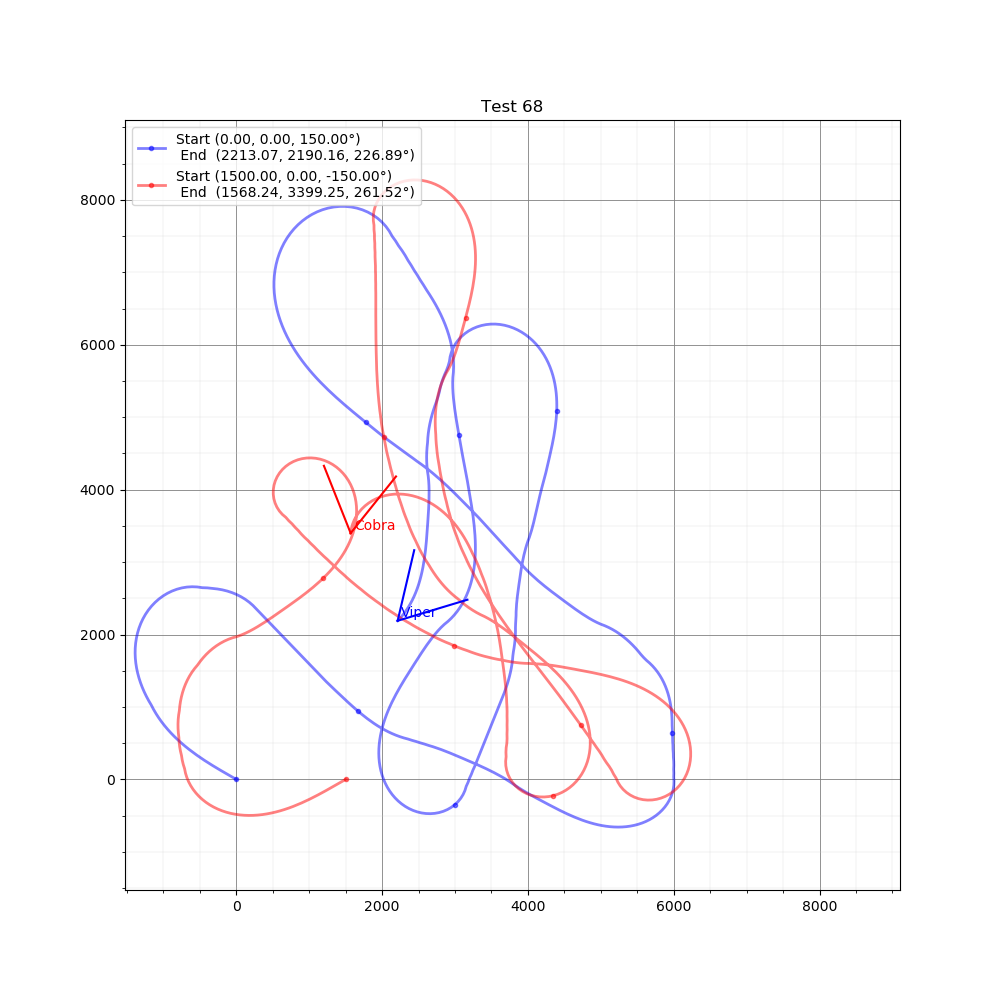 Test 68
Start (0.00, 0.00, 150.00°)
End  (2213.07, 2190.16, 226.89°)
Start (1500.00, 0.00, -150.00°)
End  (1568.24, 3399.25, 261.52°)
8000
6000
4000
2000
0
Cobra
Viper
0 2000 4000 6000 8000